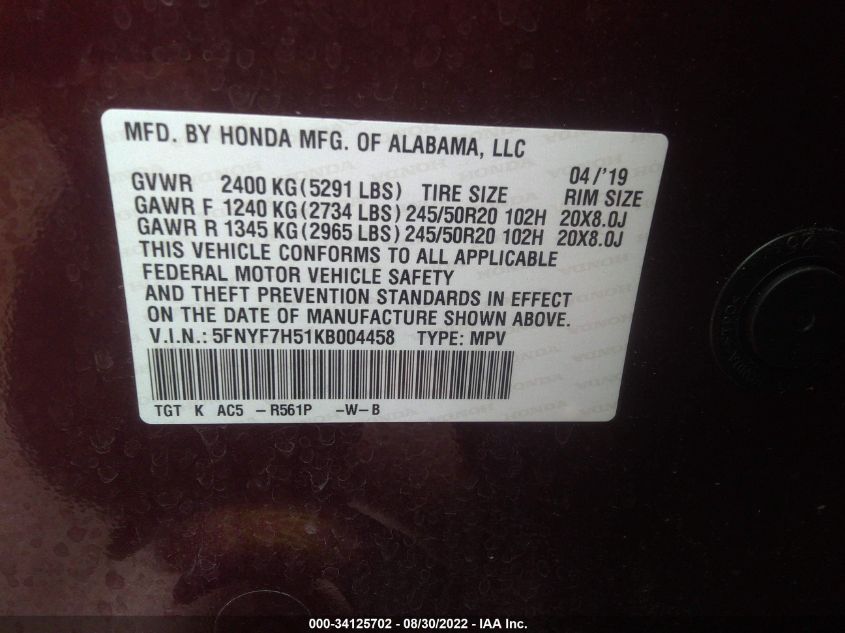 MFD. BY HONDA MFG. OF ALABAMA, LLC
04/'19
GVWR 2400 KG(5291 LBS) TIRE SIZE RIM SIZE
GAWR F 1240 KG(2734 LBS) 245/50R20 102H 20X8.0J
GAWR R 1345 KG(2965 LBS) 245/50R20 102H 20X8.0J
THIS VEHICLE CONFORMS TO ALL APPLICABLE
FEDERAL MOTOR VEHICLE SAFETY
AND THEFT PREVENTION STANDARDS IN EFFECT
ON THE DATE OF MANUFACTURE SHOWN ABOVE.
V.I.N.: 5FNYF7H51KB004458 TYPE: MPV
TGT K AC5 -R561P -W-B
000-34125702 - 08/30/2022 - IAA Inc.